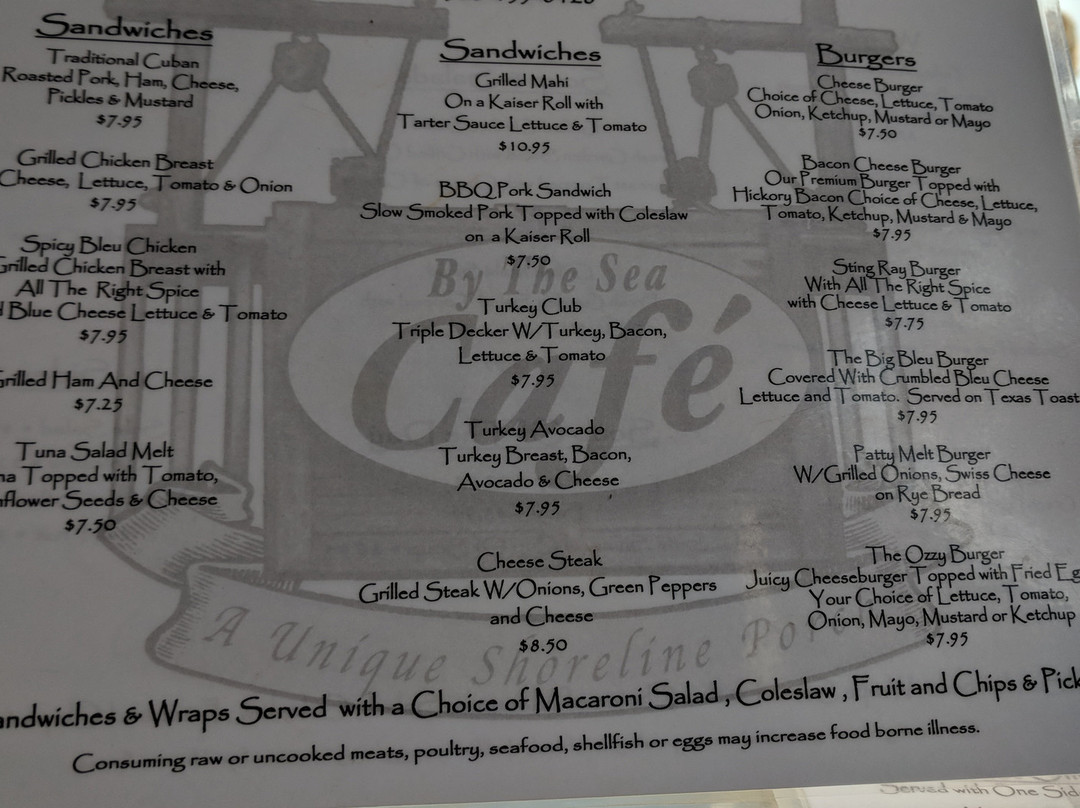 Sandwiches
Traditional Cuban
Roasted Pork, Ham, Cheese,
Pickles & Mustard
$7.95
Grilled Chicken Breast
Cheese, Lettuce, Tomato & Onion
$7.95
Spicy Bleu Chicken
Grilled Chicken Breast with
All The Right Spice
Blue Cheese Lettuce & Tomato
$7.95
Grilled Ham And Cheese
$7.25
Tuna Salad Melt
Topped with Tomato,
Seeds & Cheese
$7.50
Sandwiches
Grilled Mahi
On a Kaiser Roll with
Tarter Sauce Lettuce & Tomato
$10.95
BBQ Pork Sandwich
Slow Smoked Pork Topped with Coleslaw
on a Kaiser Roll
$7.50
Turkey Club
Triple Decker W/Turkey, Bacon,
Lettuce & Tomato
$7.95
Turkey Avocado
Turkey Breast, Bacon,
Avocado & Cheese
$7.95
Cheese Steak
Grilled Steak W/Onions, Green Peppers
and Cheese
$8.50
Burgers
Cheese Burger
Choice of Cheese, Lettuce, Tomato
Onion, Ketchup, Mustard or Mayo
$7.50
Bacon Cheese Burger
Our Premium Burger Topped with
Hickory Bacon Choice of Cheese, Lettuce,
Tomato, Ketchup, Mustard & Mayo
$7.95
Sting Ray Burger
With All The Right Spice
with Cheese Lettuce & Tomato
$7.75
The Big Bleu Burger
Covered With Crumbled Bleu Cheese
Lettuce and Tomato. Served on Texas Toast
$7.95
Patty Melt Burger
W/Grilled Onions, Swiss Cheese
on Rye Bread
$7.95
The Ozzy Burger
Juicy Cheeseburger Topped with Fried Eg
Your Choice of Lettuce, Tomato,
Onion, Mayo, Mustard or Ketchup
$7.95
By The Sea
Café
A Unique Shoreline
andwiches & Wraps Served with a Choice of Macaroni Salad, Coleslaw, Fruit and Chips & Pick
Consuming raw or uncooked meats, poultry, seafood, shellfish or eggs may increase food borne illness.
Served with One Sid